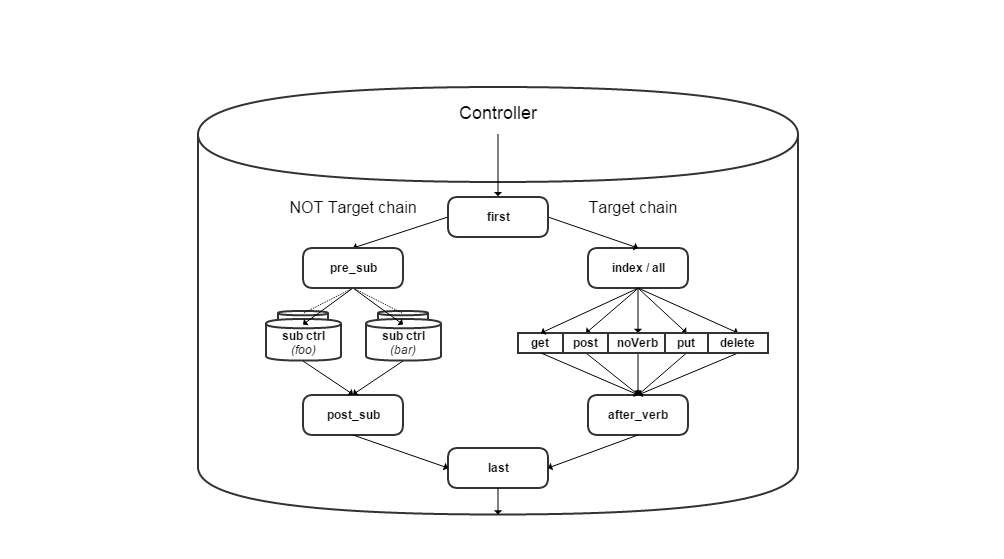 Controller
NOT Target chain
first
Target chain
pre_sub
index / all
sub ctrl
(foo)
sub ctrl
(bar)
get
post
noVerb
put
delete
post_sub
after_verb
last